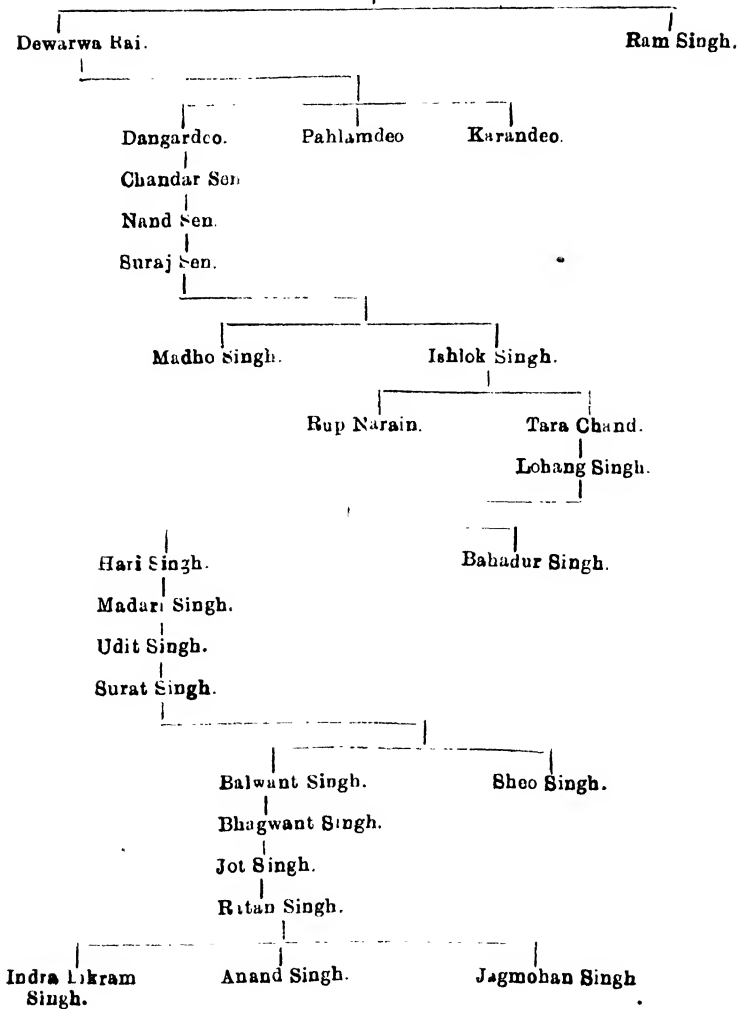 Dewarwa Rai. Ram Singh.
Dangardeo. Pahlamdeo Karandeo.
Chandar Sen
Nand Sen.
Suraj Sen.
Madho Singh. Ishlok Singh.
Rup Narain. Tara Chand.
Lohang Singh.
Hari Singh. Bahadur Singh.
Madari Singh.
Udit Singh.
Surat Singh.
Balwant Singh. Sheo Singh.
Bhagwant Singh.
Jot Singh.
Ratan Singh.
Indra Bikram Anand Singh. Jagmohan Singh
Singh.